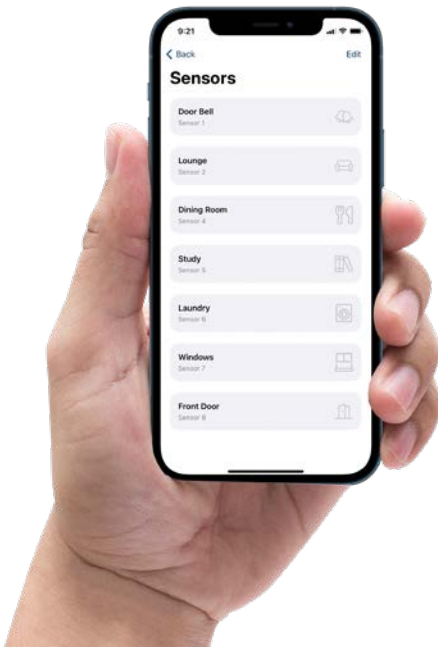 9:21
Back
Edit
Sensors
Door Bell
Sensor 1
Lounge
Sensor 2
Dining Room
Sensor 4
Study
Sensor 5
Laundry
Sensor 6
Windows
Sensor 7
Front Door
Sensor 8